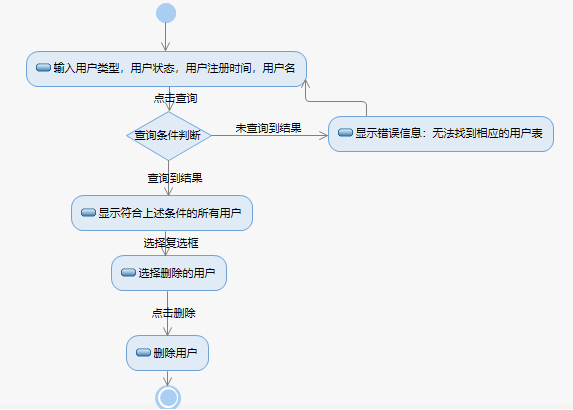 输入用户类型，用户状态，用户注册时间，用户名
点击查询
查询条件判断
未查询到结果
显示错误信息：无法找到相应的用户表
查询到结果
显示符合上述条件的所有用户
选择复选框
选择删除的用户
点击删除
删除用户